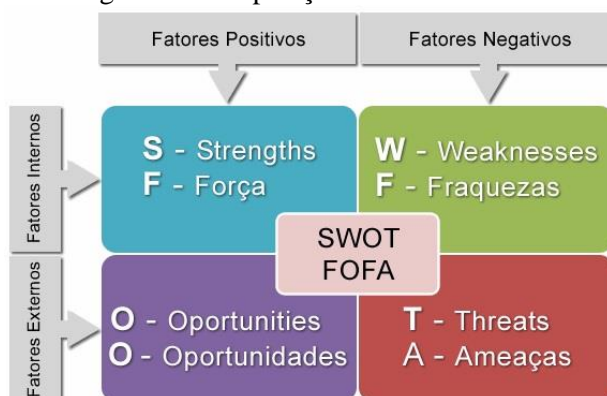 Fatores Positivos
Fatores Negativos
Fatores Internos
S - Strengths
F - Força
W - Weaknesses
F - Fraquezas
SWOT
FOFA
Fatores Externos
O - Oportunities
O - Oportunidades
T - Threats
A - Ameaças